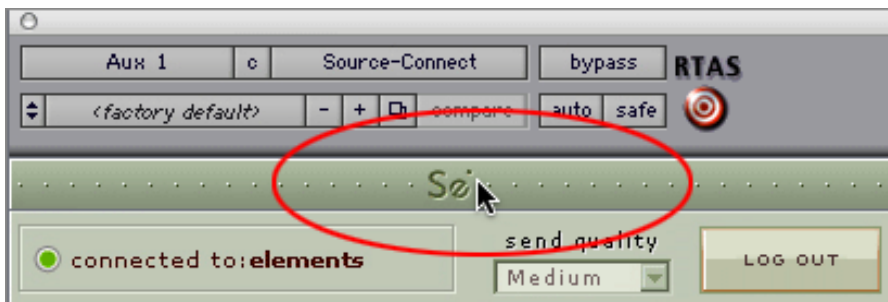 Aux 1 c Source-Connect bypass RTAS
<factory default> - + compare auto safe
Se
connected to:elements send quality LOG OUT
Medium